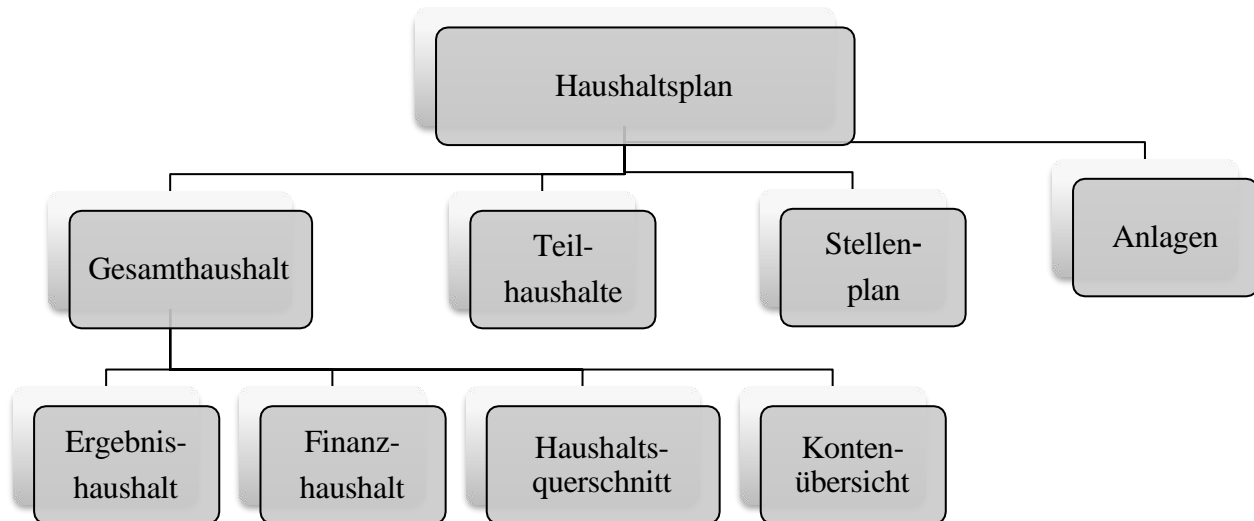 Haushaltsplan
Gesamthaushalt
Teil-
haushalte
Stellen-
plan
Anlagen
Ergebnis-
haushalt
Finanz-
haushalt
Haushalts-
querschnitt
Konten-
übersicht